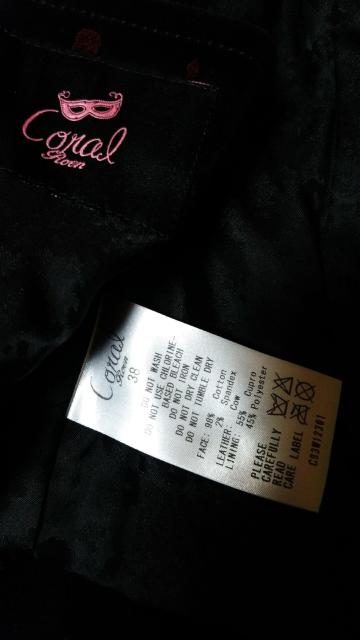 Coral
Roen
Coral
Roen
38
DO NOT WASH
DO NOT USE CHLORINE-
BASED BLEACH
DO NOT IRON
DO NOT DRY CLEAN
DO NOT TUMBLE DRY
FACE: 98% Cotton
2% Spandex
LEATHER: Cow
LINING: 55% Cupro
45% Polyester
PLEASE
CAREFULLY
READ
CARE LABEL
C93W12301